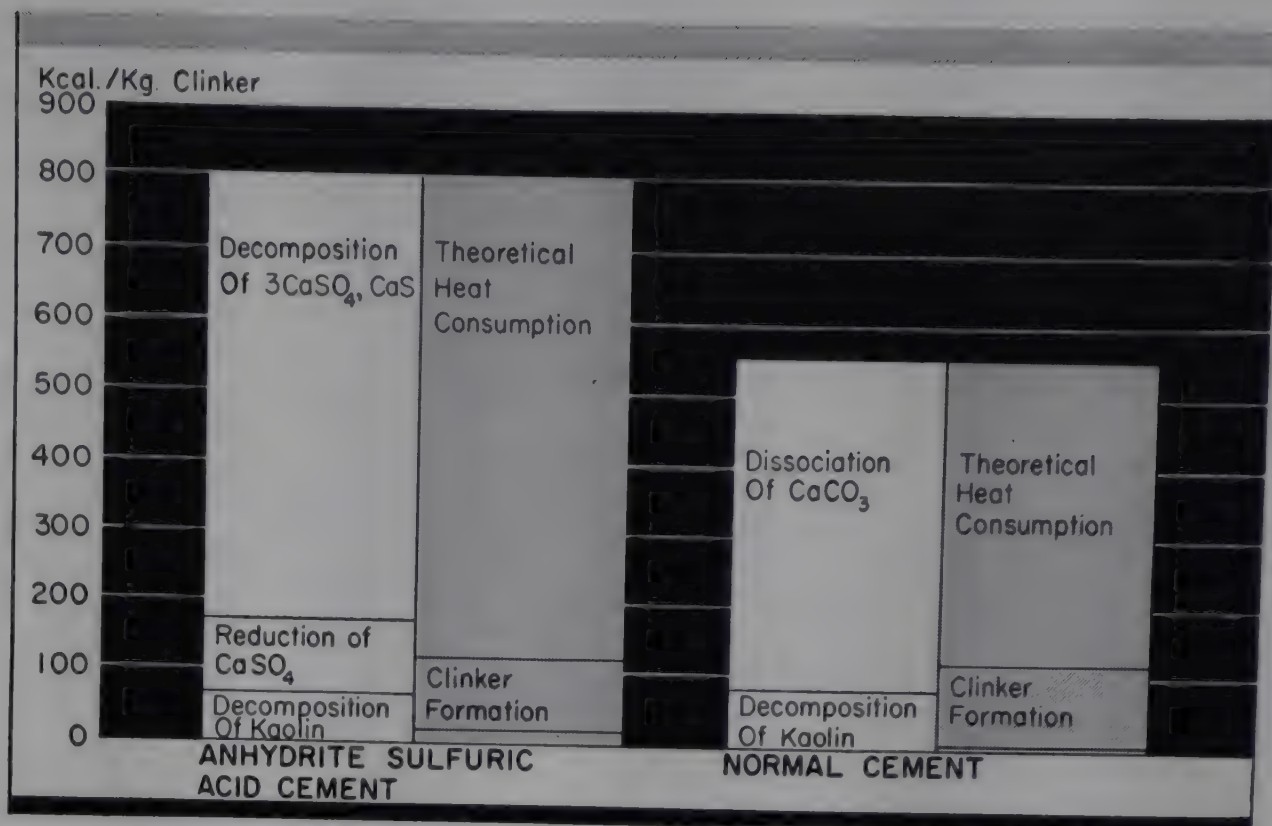 Kcal./Kg. Clinker
900
800
700
600
500
400
300
200
100
0
Decomposition
Of 3CaSO₄, CaS
Reduction of
CaSO₄
Decomposition
Of Kaolin
Theoretical
Heat
Consumption
Clinker
Formation
ANHYDRITE SULFURIC
ACID CEMENT
Dissociation
Of CaCO₃
Decomposition
Of Kaolin
Theoretical
Heat
Consumption
Clinker
Formation
NORMAL CEMENT